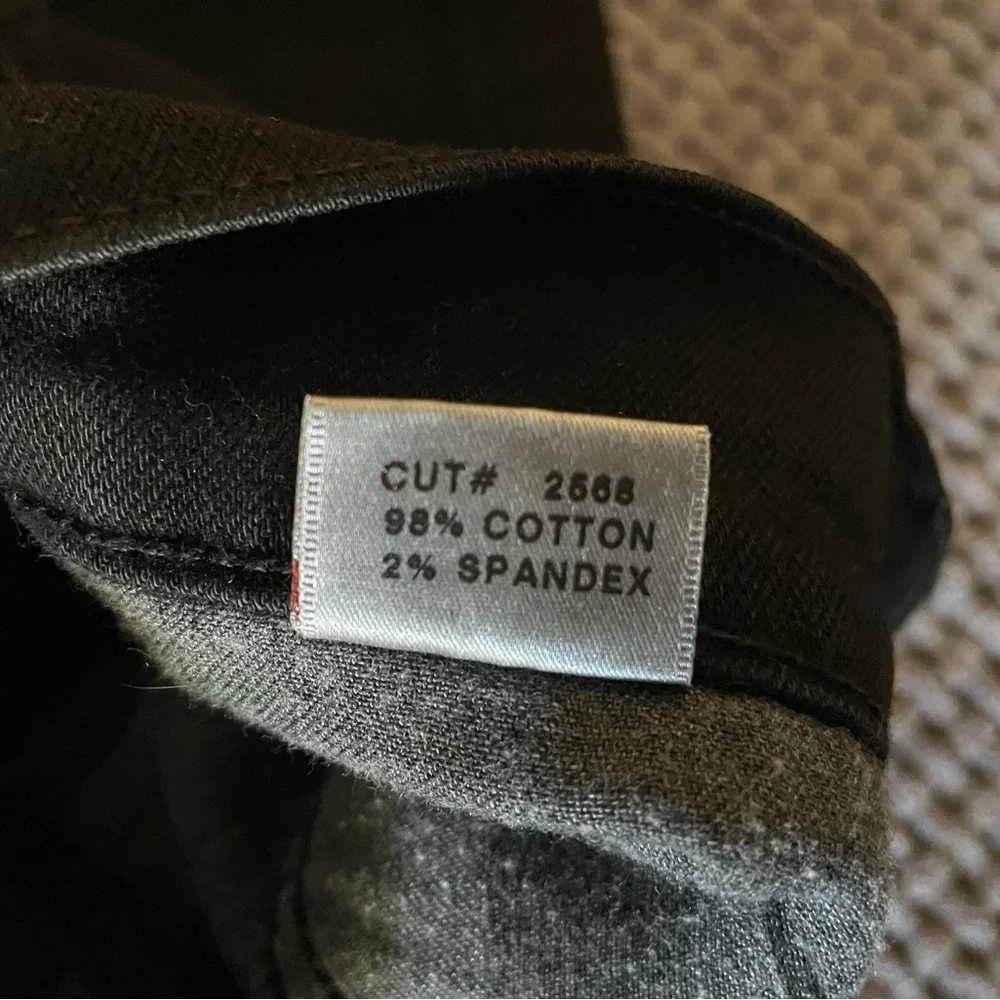 CUT# 2568
98% COTTON
2% SPANDEX